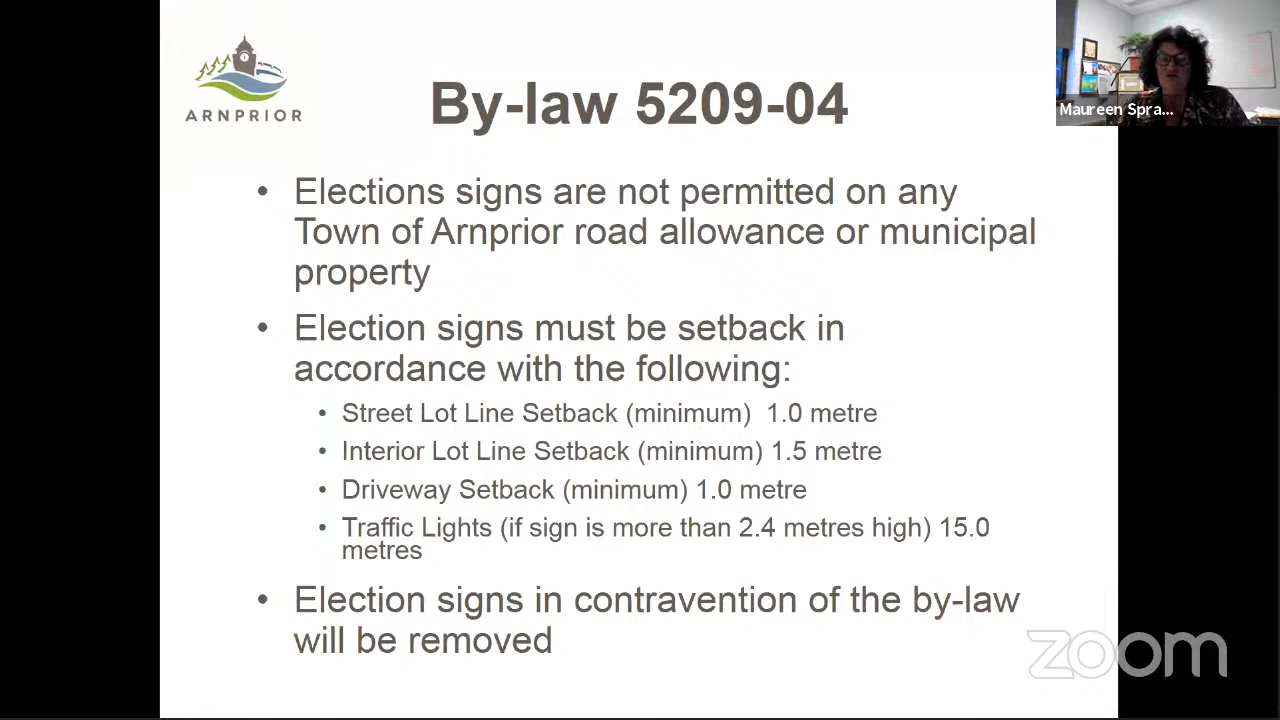 ARNPRIOR
By-law 5209-04
Maureen Spra...
• Elections signs are not permitted on any
Town of Arnprior road allowance or municipal
property
• Election signs must be setback in
accordance with the following:
• Street Lot Line Setback (minimum)  1.0 metre
• Interior Lot Line Setback (minimum) 1.5 metre
• Driveway Setback (minimum) 1.0 metre
• Traffic Lights (if sign is more than 2.4 metres high) 15.0
metres
• Election signs in contravention of the by-law
will be removed
zoom